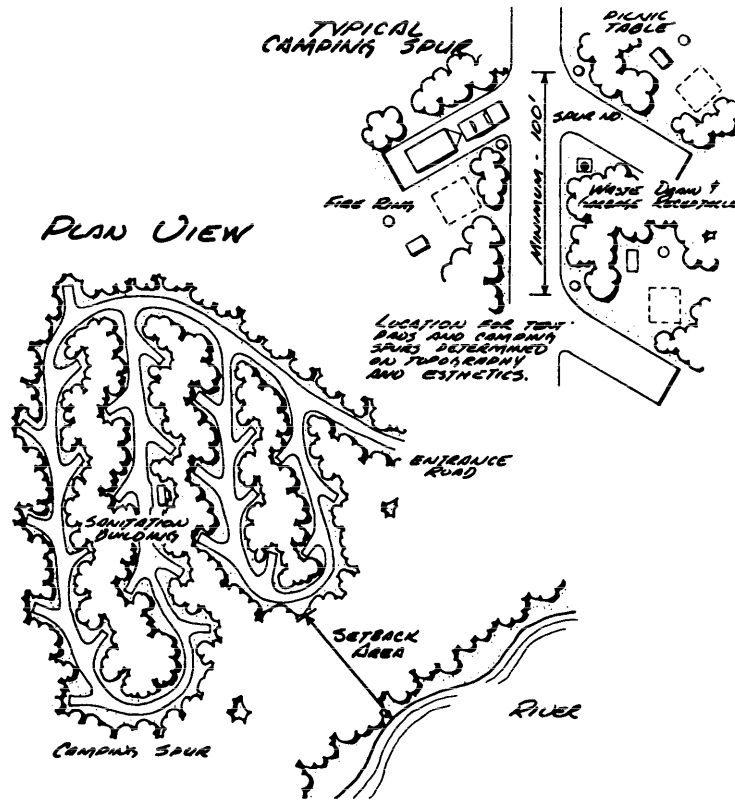 TYPICAL
CAMPING SPUR
PICNIC
TABLE
SPUR NO.
MINIMUM - 100'
FIRE RING
WASTE DRAIN &
GARBAGE RECEPTACLE
PLAN VIEW
LOCATION FOR TENT
PADS AND CAMPING
SPURS DETERMINED
ON TOPOGRAPHY
AND ESTHETICS.
ENTRANCE
ROAD
SANITATION
BUILDING
SETBACK
AREA
RIVER
CAMPING SPUR